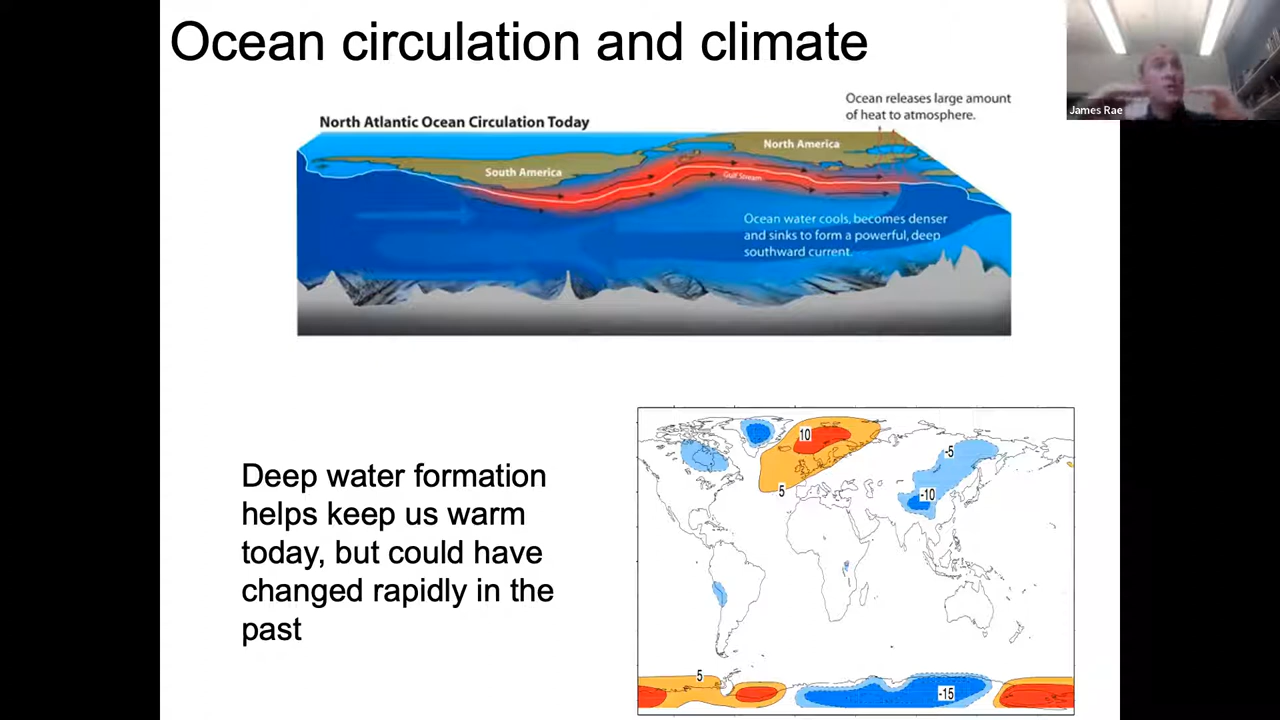 Ocean circulation and climate
James Rae
Ocean releases large amount
of heat to atmosphere.
North Atlantic Ocean Circulation Today
North America
South America
Gulf Stream
Ocean water cools, becomes denser
and sinks to form a powerful, deep
southward current.
Deep water formation
helps keep us warm
today, but could have
changed rapidly in the
past
10
-5
5
-10
5
-15